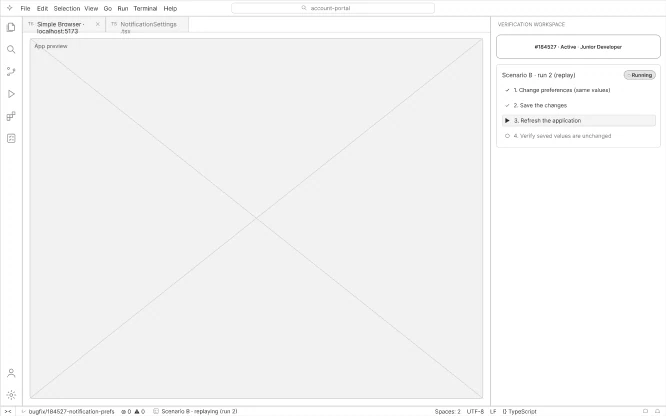 File Edit Selection View Go Run Terminal Help
account-portal
TS Simple Browser ·
localhost:5173
TS NotificationSettings
.tsx
App preview
VERIFICATION WORKSPACE
#184527 · Active · Junior Developer
Scenario B · run 2 (replay)
Running
1. Change preferences (same values)
2. Save the changes
3. Refresh the application
4. Verify saved values are unchanged
bugfix/184527-notification-prefs
0 0
Scenario B · replaying (run 2)
Spaces: 2
UTF-8
LF
{} TypeScript